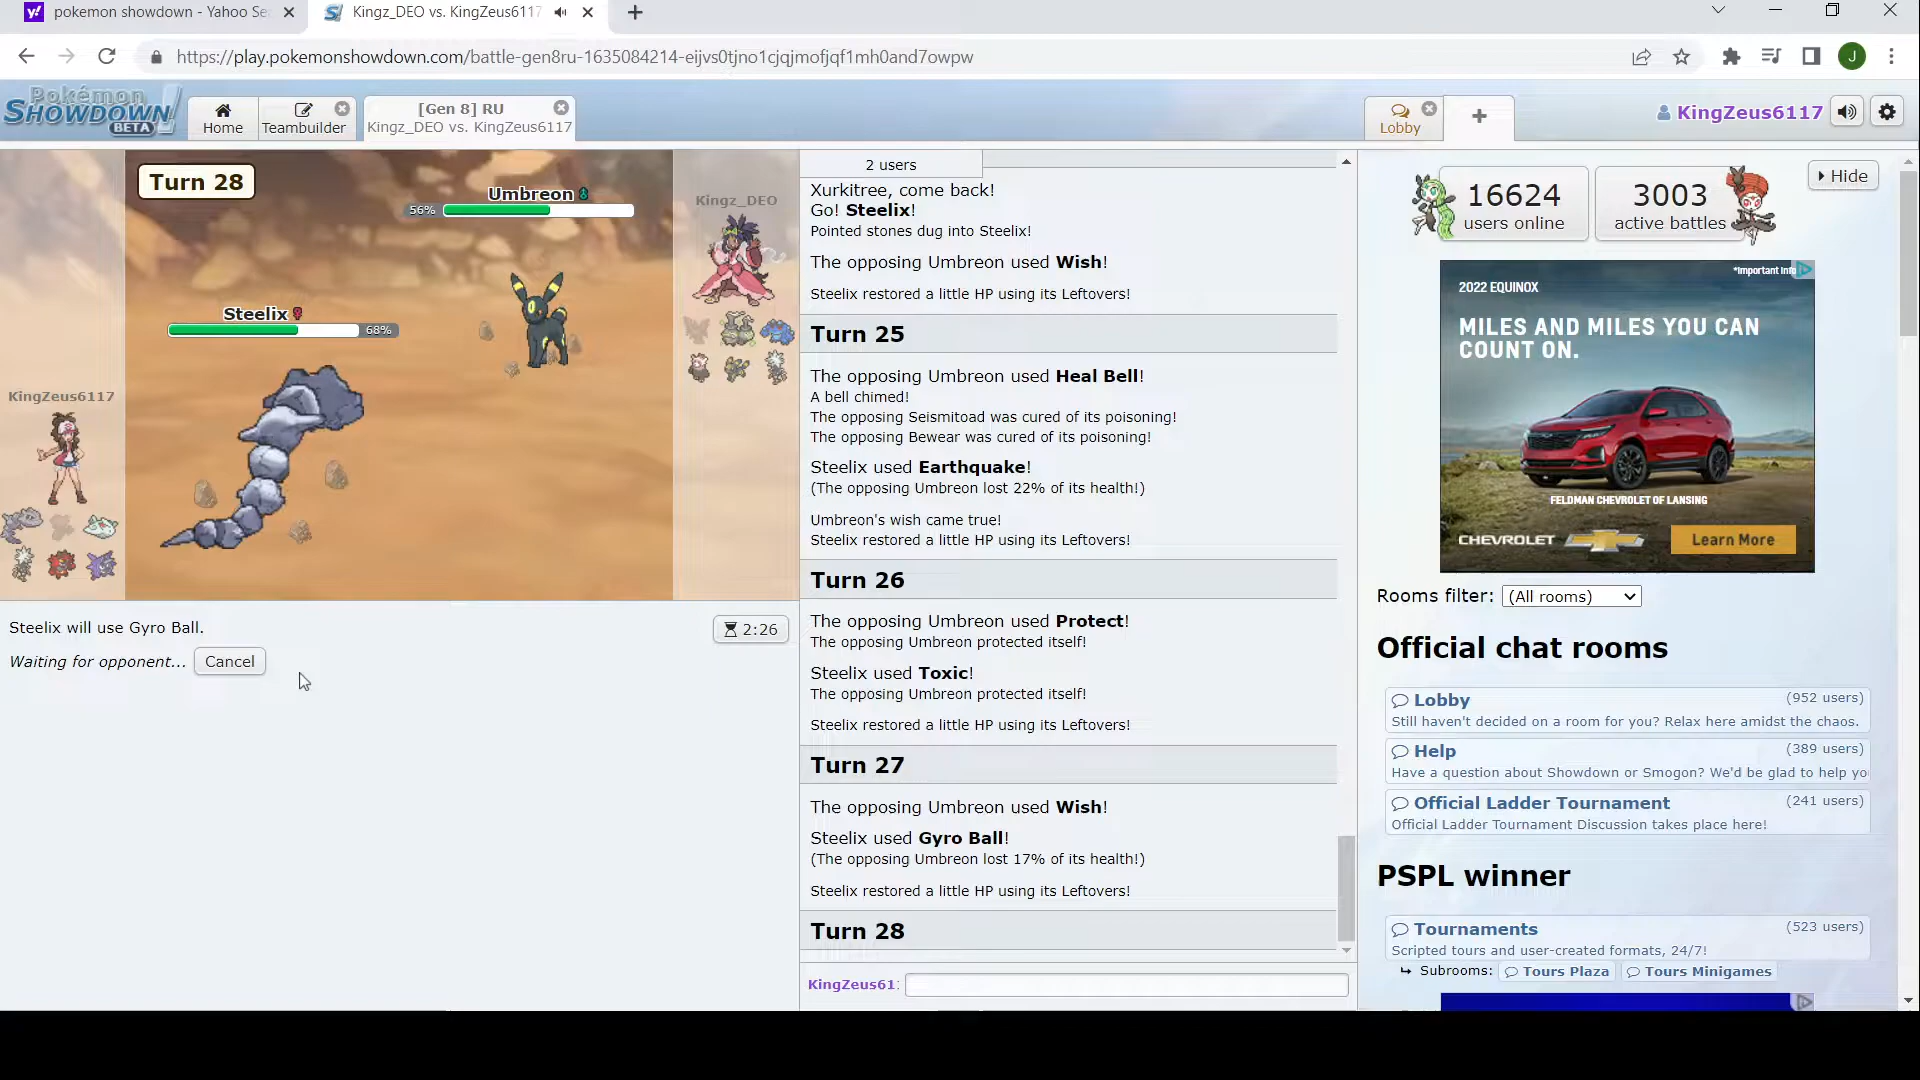 pokemon showdown - Yahoo Se
Kingz_DEO vs. KingZeus6117
https://play.pokemonshowdown.com/battle-gen8ru-1635084214-eijvs0tjno1cjqjmofjqf1mh0and7owpw
J
Pokémon
SHOWDOWN!
BETA
Home
Teambuilder
[Gen 8] RU
Kingz_DEO vs. KingZeus6117
Lobby
KingZeus6117
Turn 28
Umbreon
56%
Steelix
68%
Kingz_DEO
KingZeus6117
Steelix will use Gyro Ball.
2:26
Waiting for opponent...
Cancel
2 users
Xurkitree, come back!
Go! Steelix!
Pointed stones dug into Steelix!
The opposing Umbreon used Wish!
Steelix restored a little HP using its Leftovers!
Turn 25
The opposing Umbreon used Heal Bell!
A bell chimed!
The opposing Seismitoad was cured of its poisoning!
The opposing Bewear was cured of its poisoning!
Steelix used Earthquake!
(The opposing Umbreon lost 22% of its health!)
Umbreon's wish came true!
Steelix restored a little HP using its Leftovers!
Turn 26
The opposing Umbreon used Protect!
The opposing Umbreon protected itself!
Steelix used Toxic!
The opposing Umbreon protected itself!
Steelix restored a little HP using its Leftovers!
Turn 27
The opposing Umbreon used Wish!
Steelix used Gyro Ball!
(The opposing Umbreon lost 17% of its health!)
Steelix restored a little HP using its Leftovers!
Turn 28
KingZeus61:
16624
users online
3003
active battles
Hide
*Important Info
2022 EQUINOX
MILES AND MILES YOU CAN
COUNT ON.
FELDMAN CHEVROLET OF LANSING
CHEVROLET
Learn More
Rooms filter: (All rooms)
Official chat rooms
Lobby (952 users)
Still haven't decided on a room for you? Relax here amidst the chaos.
Help (389 users)
Have a question about Showdown or Smogon? We'd be glad to help yo
Official Ladder Tournament (241 users)
Official Ladder Tournament Discussion takes place here!
PSPL winner
Tournaments (523 users)
Scripted tours and user-created formats, 24/7!
Subrooms: Tours Plaza Tours Minigames